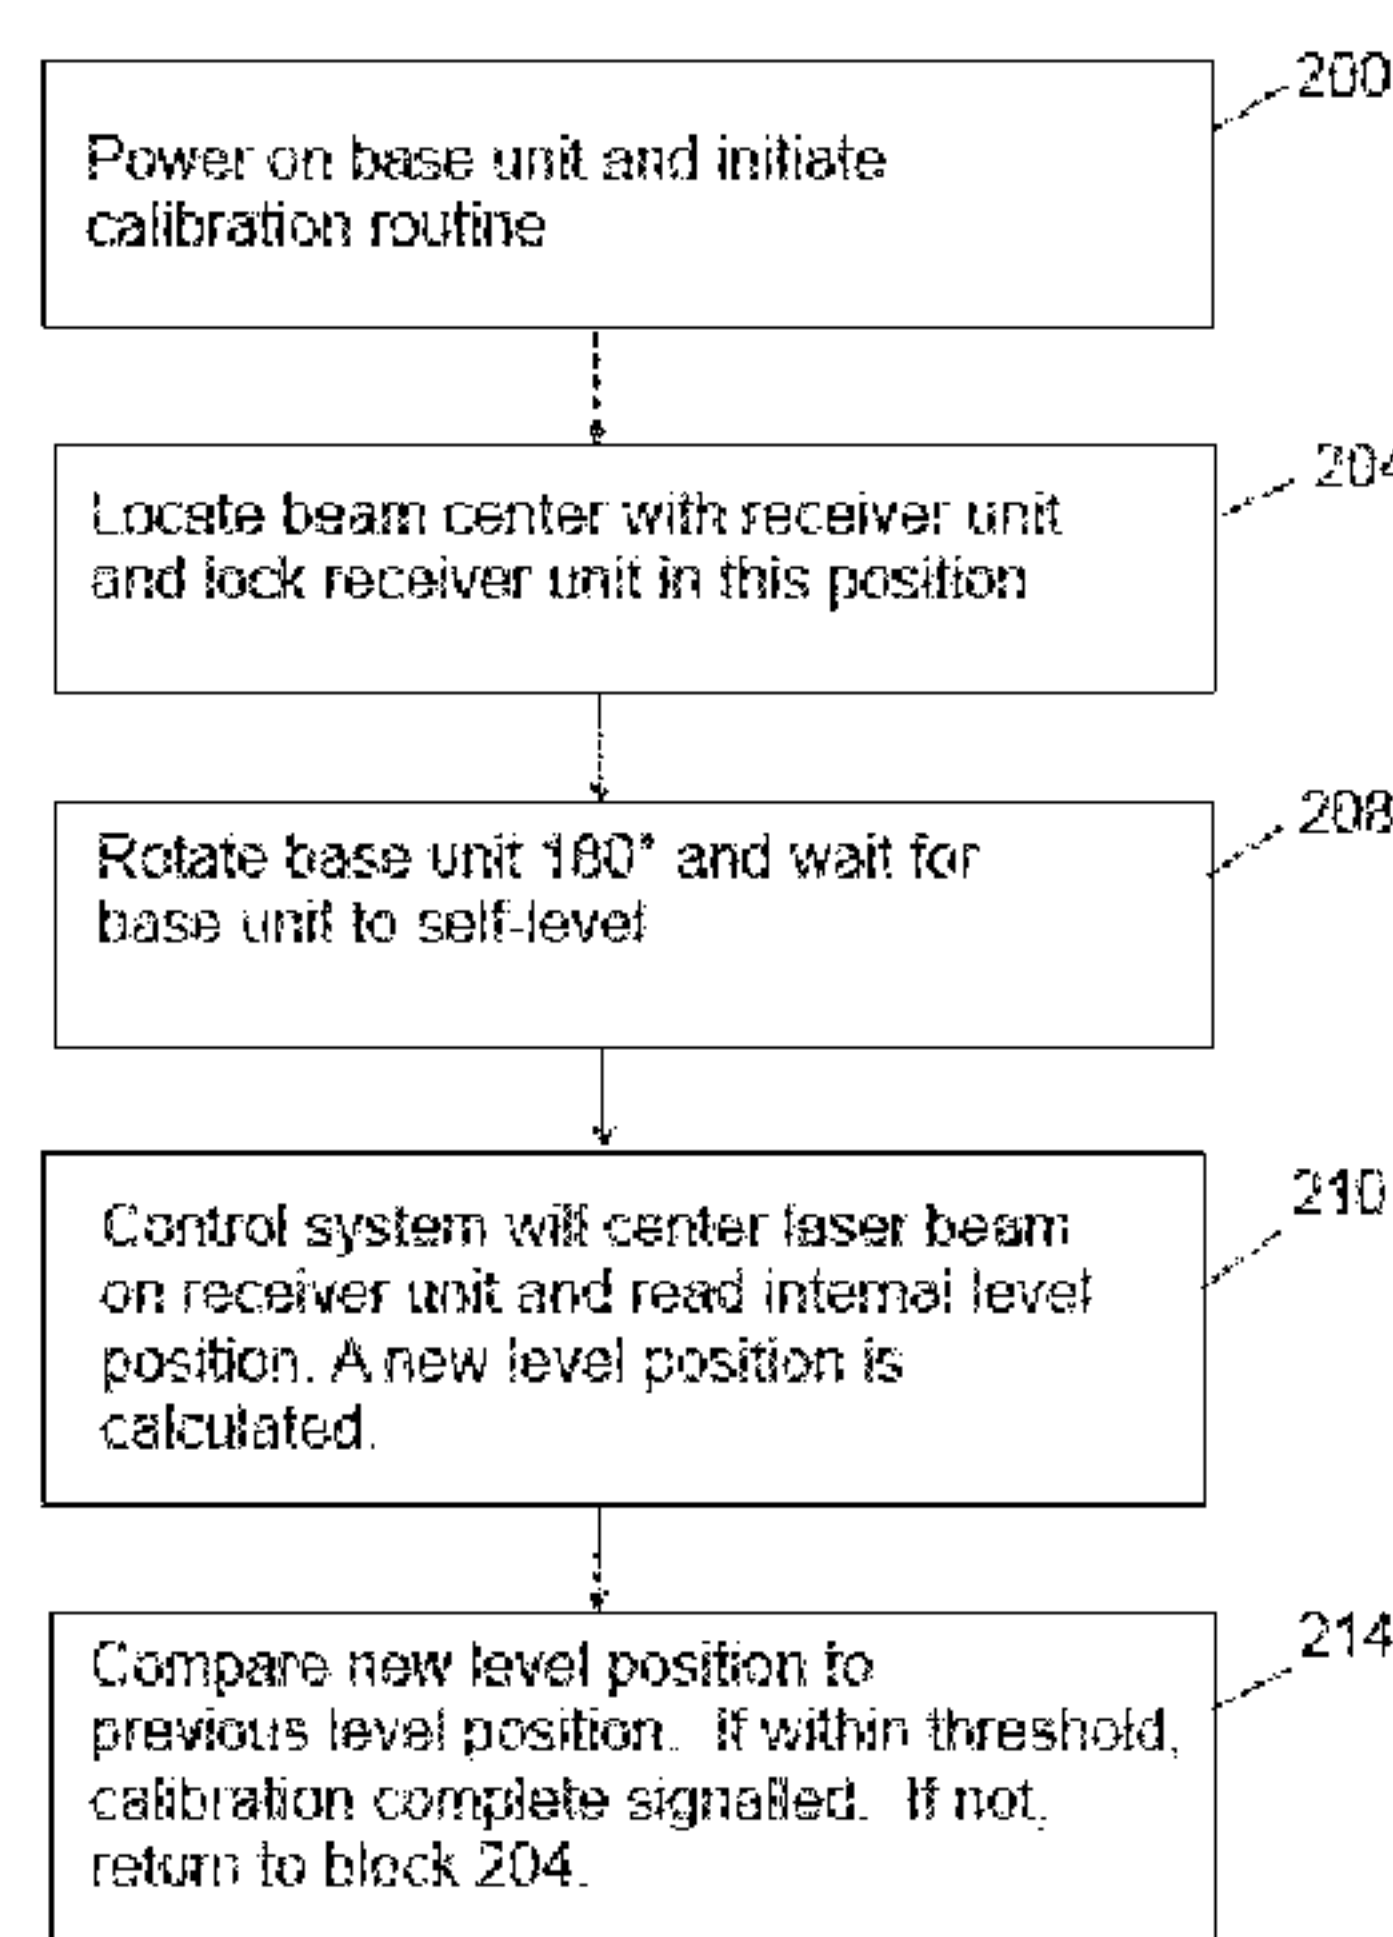 200
Power on base unit and initiate
calibration routine
204
Locate beam center with receiver unit
and lock receiver unit in this position
208
Rotate base unit 180° and wait for
base unit to self-level
210
Control system will center laser beam
on receiver unit and read internal level
position. A new level position is
calculated.
214
Compare new level position to
previous level position. If within threshold,
calibration complete signalled. If not,
return to block 204.